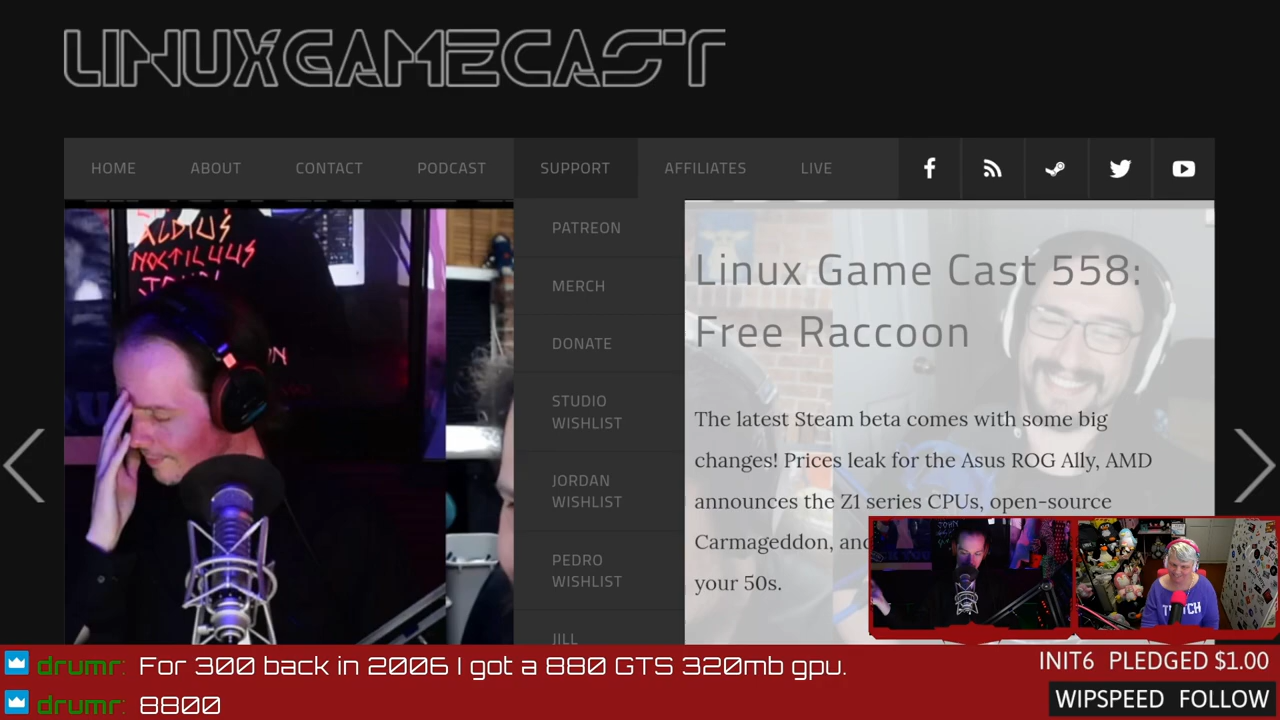 LINUXGAMECAST
HOME ABOUT CONTACT PODCAST SUPPORT AFFILIATES LIVE
PATREON
MERCH
DONATE
STUDIO
WISHLIST
JORDAN
WISHLIST
PEDRO
WISHLIST
JILL
ALDIUS
NOCTILUUS
Linux Game Cast 558:
Free Raccoon
The latest Steam beta comes with some big
changes! Prices leak for the Asus ROG Ally, AMD
announces the Z1 series CPUs, open-source
Carmageddon, and
your 50s.
drumr: For 300 back in 2006 I got a 880 GTS 320mb gpu.
drumr: 8800
INIT6 PLEDGED $1.00
WIPSPEED FOLLOW